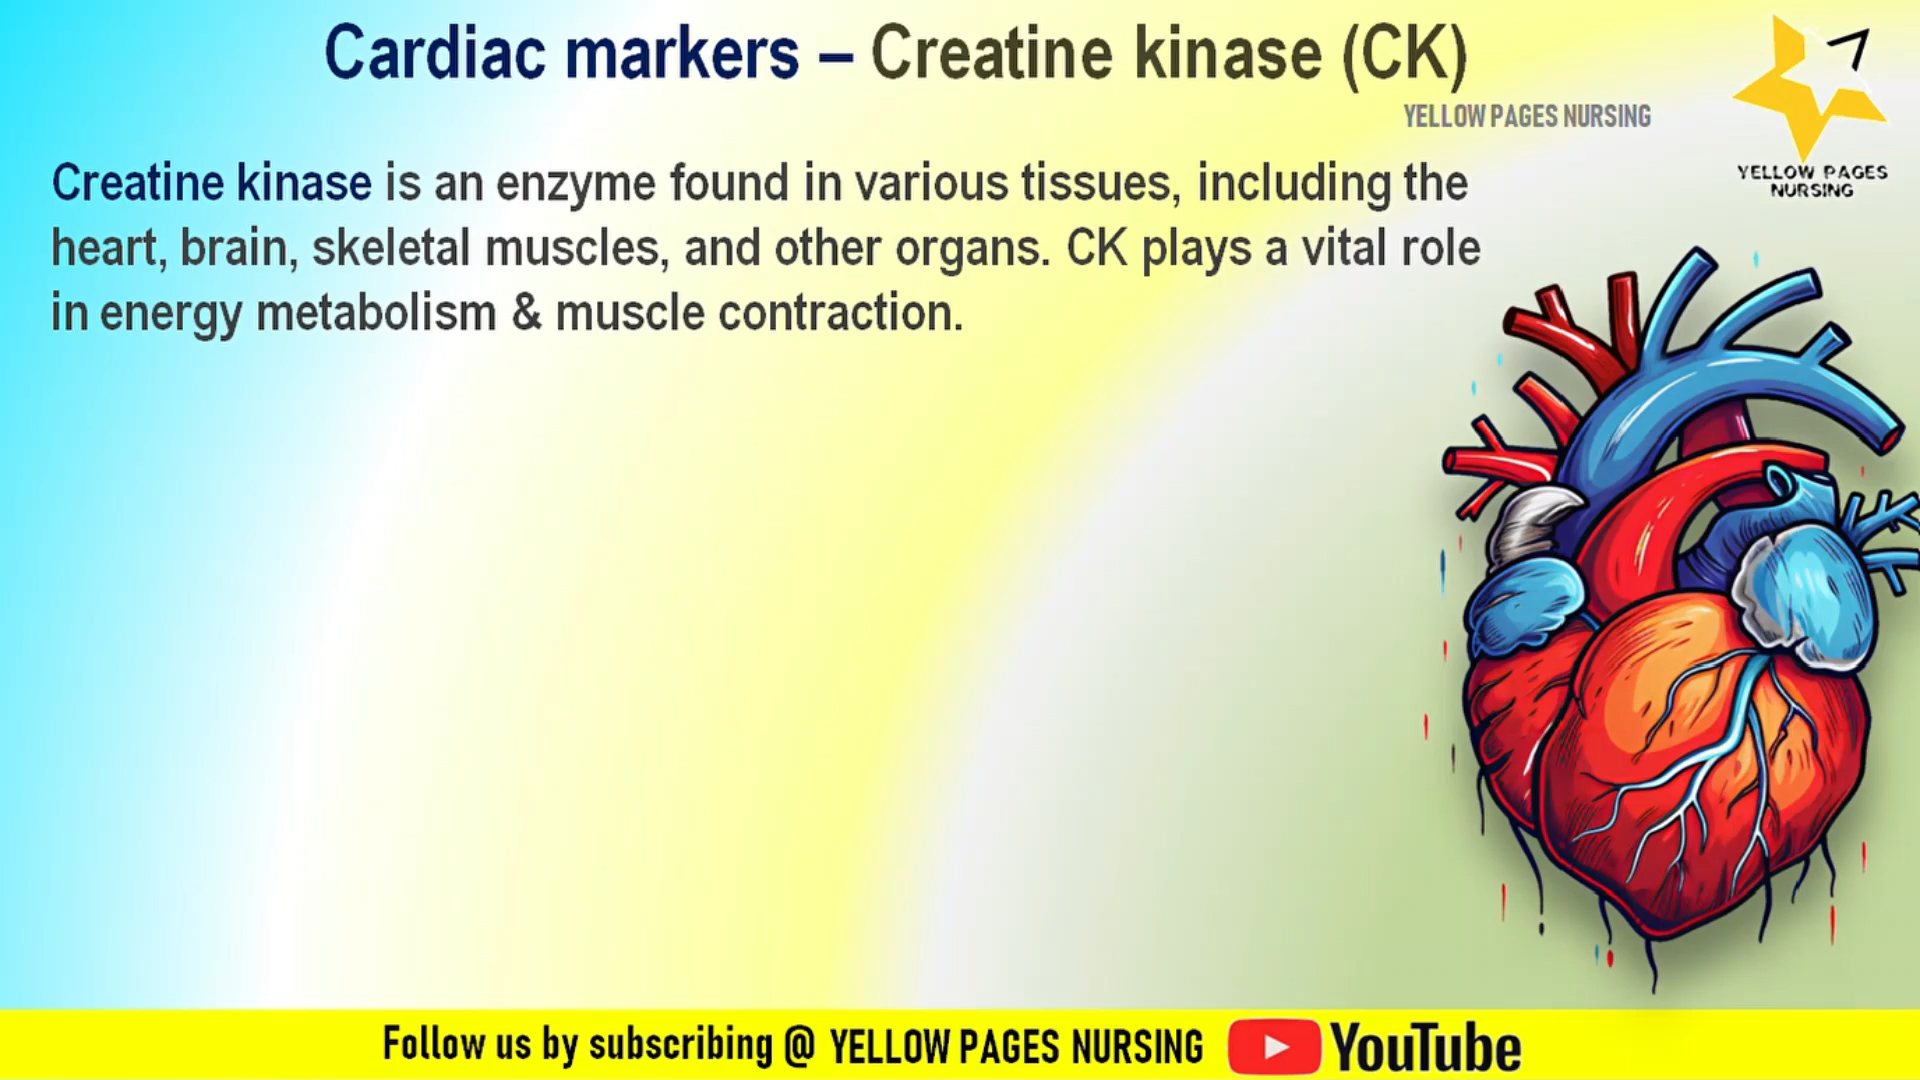 Cardiac markers – Creatine kinase (CK)
YELLOW PAGES NURSING
YELLOW PAGES
NURSING
Creatine kinase is an enzyme found in various tissues, including the
heart, brain, skeletal muscles, and other organs. CK plays a vital role
in energy metabolism & muscle contraction.
Follow us by subscribing @ YELLOW PAGES NURSING YouTube